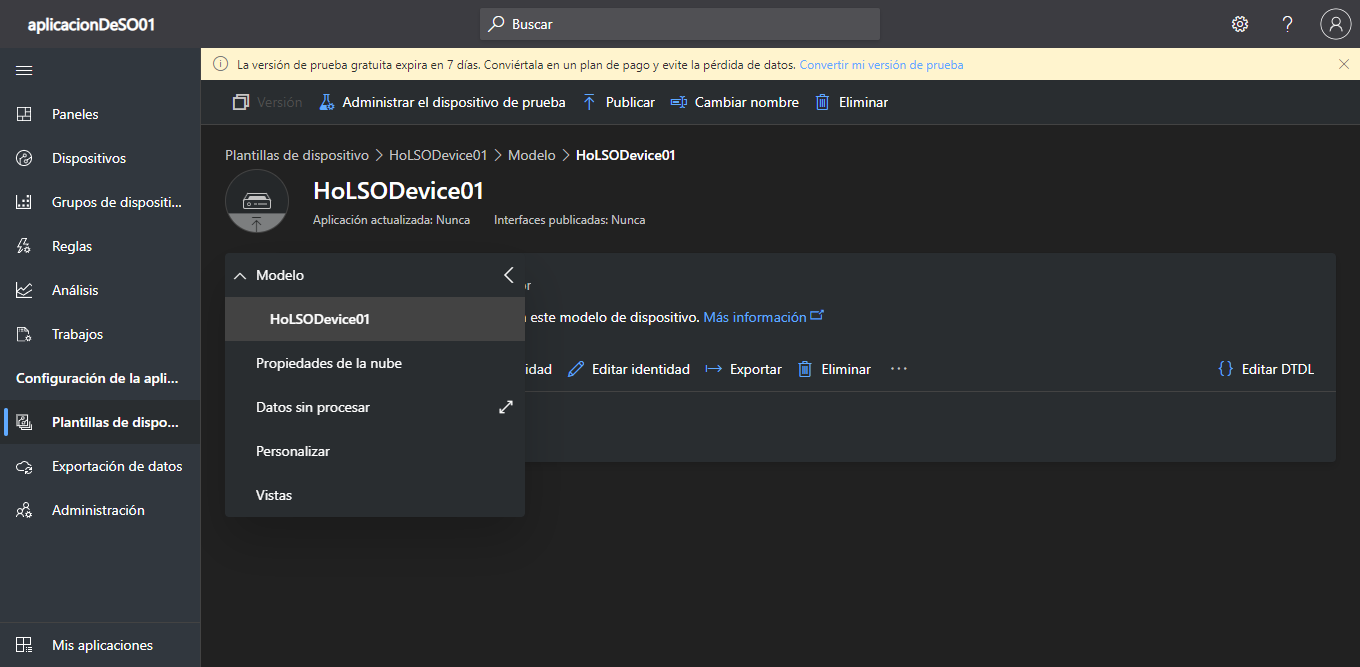 aplicacionDeSO01
Buscar
La versión de prueba gratuita expira en 7 días. Conviértala en un plan de pago y evite la pérdida de datos. Convertir mi versión de prueba
Paneles
Dispositivos
Grupos de dispositi...
Reglas
Análisis
Trabajos
Configuración de la apli...
Plantillas de dispo...
Exportación de datos
Administración
Mis aplicaciones
Versión Administrar el dispositivo de prueba Publicar Cambiar nombre Eliminar
Plantillas de dispositivo > HoLSODevice01 > Modelo > HoLSODevice01
HoLSODevice01
Aplicación actualizada: Nunca Interfaces publicadas: Nunca
Modelo
HoLSODevice01
Propiedades de la nube
Datos sin procesar
Personalizar
Vistas
este modelo de dispositivo. Más información
Editar identidad Exportar Eliminar ... {} Editar DTDL